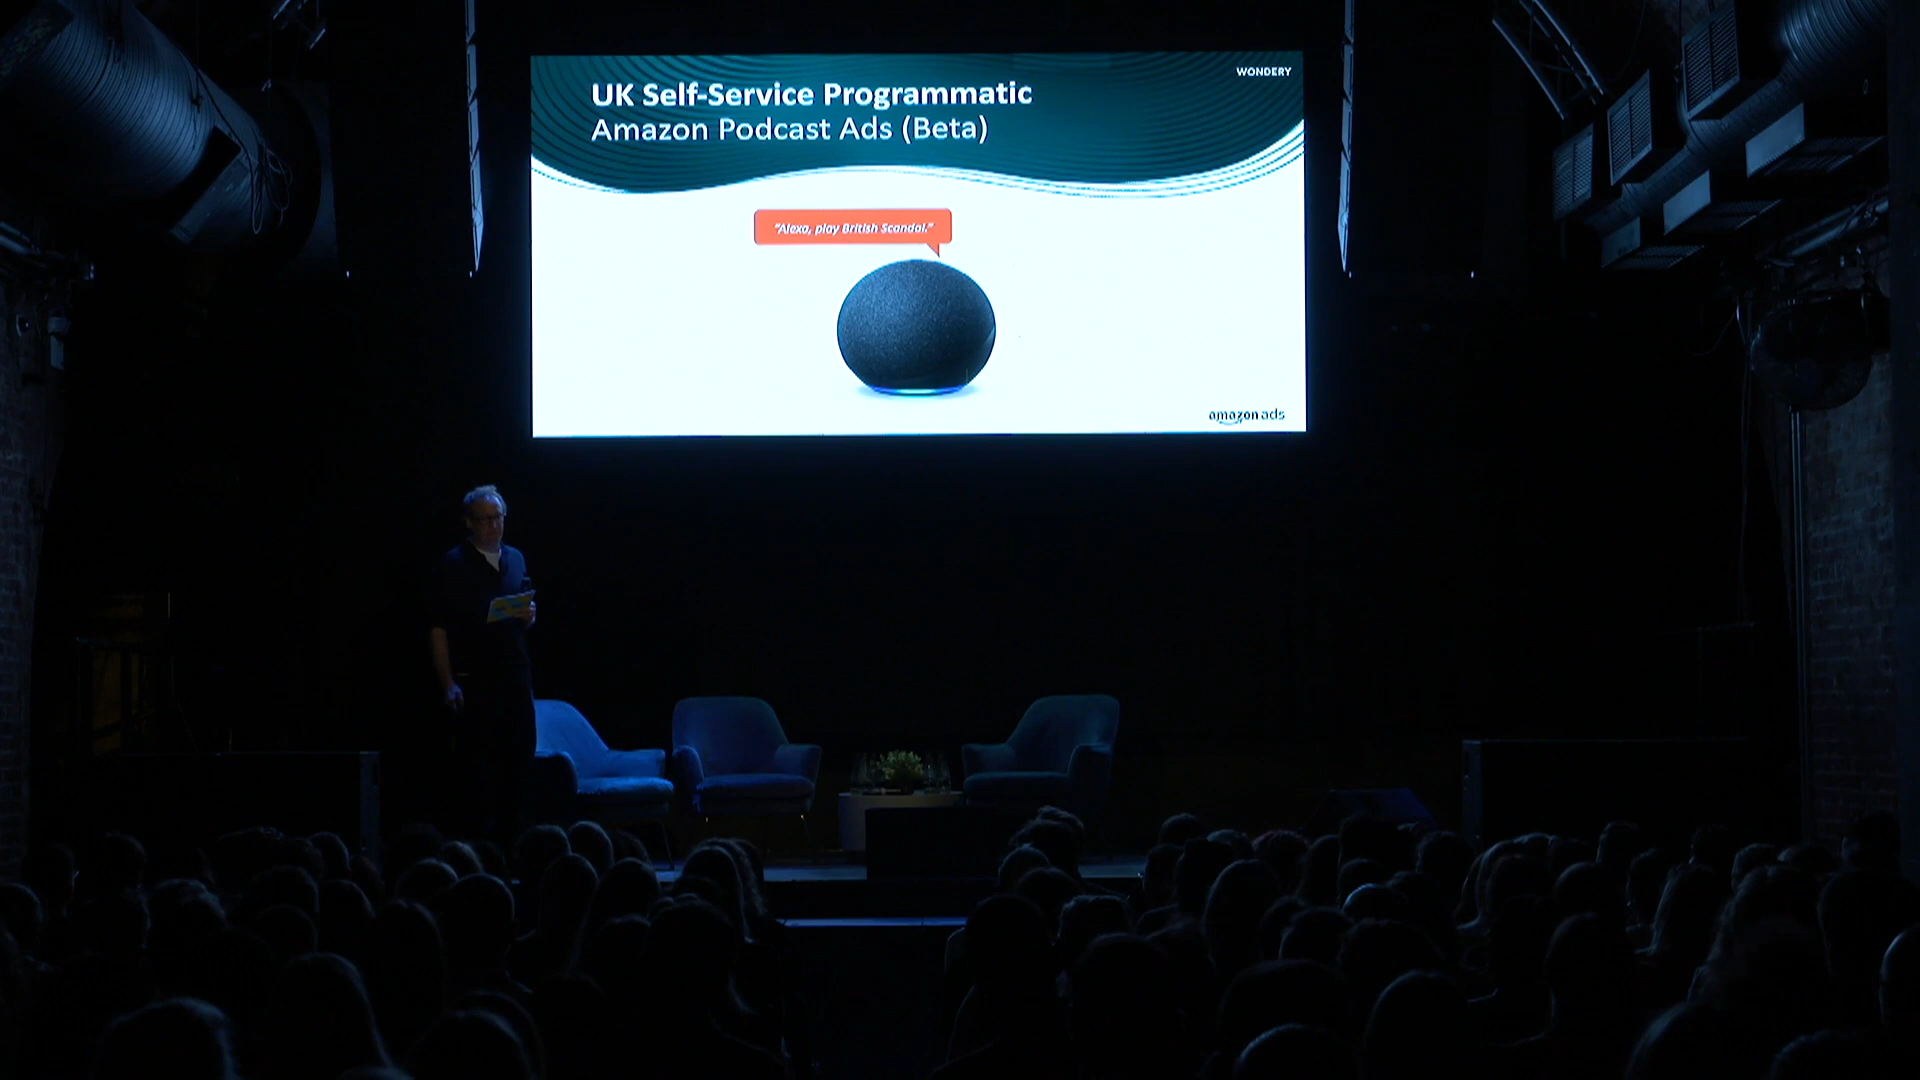 WONDERY
UK Self-Service Programmatic
Amazon Podcast Ads (Beta)
"Alexa, play British Scandal."
amazon ads